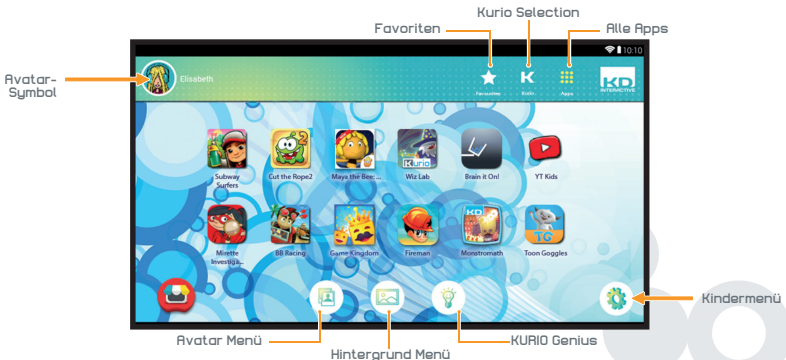 Kurio Selection
Favoriten
Alle Apps
10:10
Avatar-
Symbol
Elisabeth
Favourites
Kurio
Apps
KD
INTERACTIVE
Kurio
KD
TG
Subway
Surfers
Cut the Rope2
Maya the Bee: ...
Wiz Lab
Brain it On!
YT Kids
Mirette
Investiga...
BB Racing
Game Kingdom
Fireman
Monstromath
Toon Goggles
Kindermenü
Avatar Menü
KURIO Genius
Hintergrund Menü